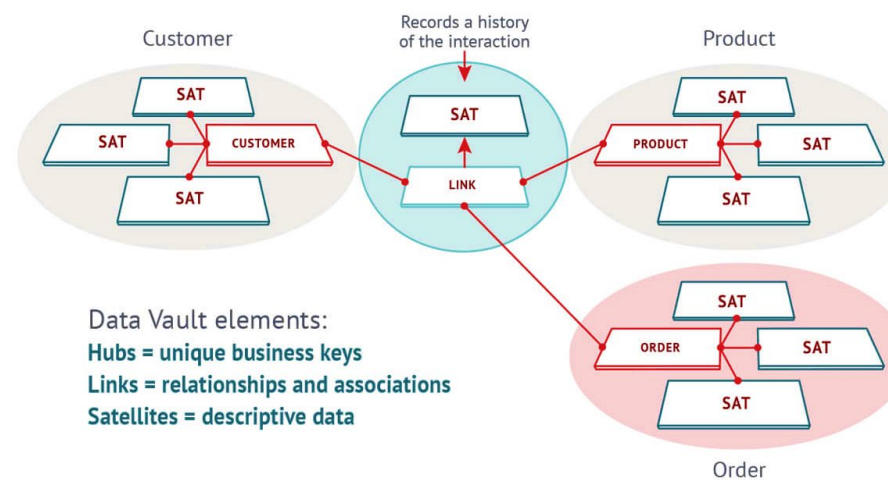 Records a history
of the interaction
Customer
Product
SAT
SAT
CUSTOMER
SAT
SAT
LINK
SAT
PRODUCT
SAT
SAT
SAT
ORDER
SAT
SAT
Order
Data Vault elements:
Hubs = unique business keys
Links = relationships and associations
Satellites = descriptive data